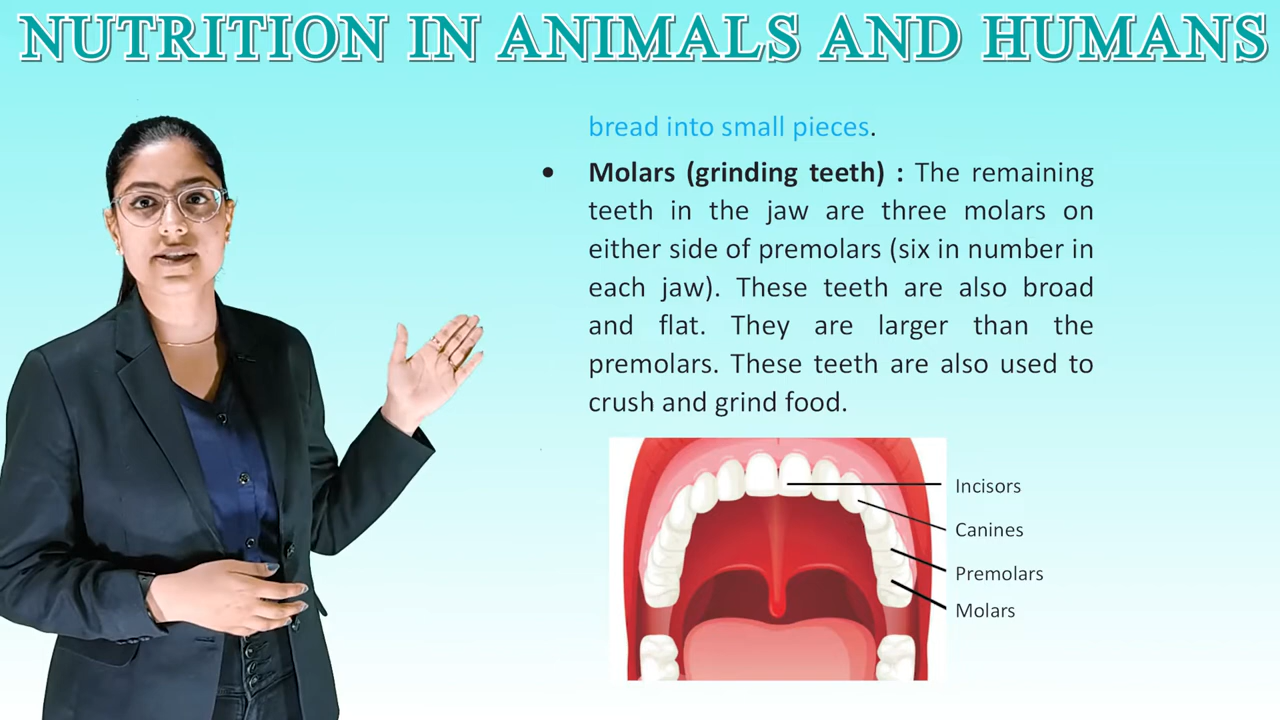 NUTRITION IN ANIMALS AND HUMANS
bread into small pieces.
• Molars (grinding teeth) : The remaining
teeth in the jaw are three molars on
either side of premolars (six in number in
each jaw). These teeth are also broad
and flat. They are larger than the
premolars. These teeth are also used to
crush and grind food.
Incisors
Canines
Premolars
Molars